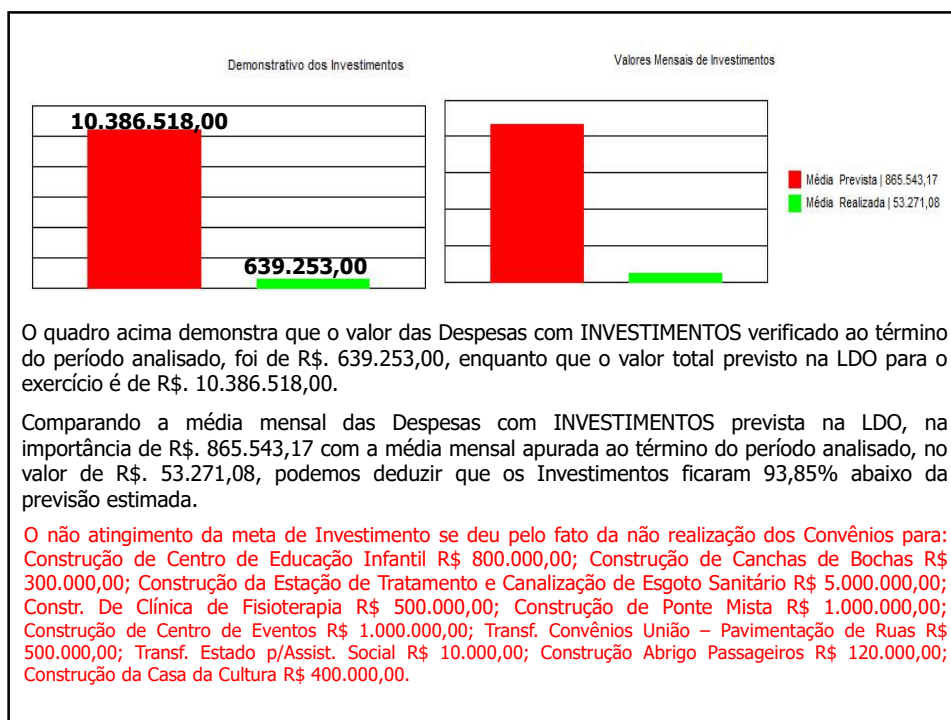 Demonstrativo dos Investimentos
10.386.518,00
639.253,00
Valores Mensais de Investimentos
Média Prevista | 865.543,17
Média Realizada | 53.271,08
O quadro acima demonstra que o valor das Despesas com INVESTIMENTOS verificado ao término
do período analisado, foi de R$. 639.253,00, enquanto que o valor total previsto na LDO para o
exercício é de R$. 10.386.518,00.
Comparando a média mensal das Despesas com INVESTIMENTOS prevista na LDO, na
importância de R$. 865.543,17 com a média mensal apurada ao término do período analisado, no
valor de R$. 53.271,08, podemos deduzir que os Investimentos ficaram 93,85% abaixo da
previsão estimada.
O não atingimento da meta de Investimento se deu pelo fato da não realização dos Convênios para:
Construção de Centro de Educação Infantil R$ 800.000,00; Construção de Canchas de Bochas R$
300.000,00; Construção da Estação de Tratamento e Canalização de Esgoto Sanitário R$ 5.000.000,00;
Constr. De Clínica de Fisioterapia R$ 500.000,00; Construção de Ponte Mista R$ 1.000.000,00;
Construção de Centro de Eventos R$ 1.000.000,00; Transf. Convênios União – Pavimentação de Ruas R$
500.000,00; Transf. Estado p/Assist. Social R$ 10.000,00; Construção Abrigo Passageiros R$ 120.000,00;
Construção da Casa da Cultura R$ 400.000,00.